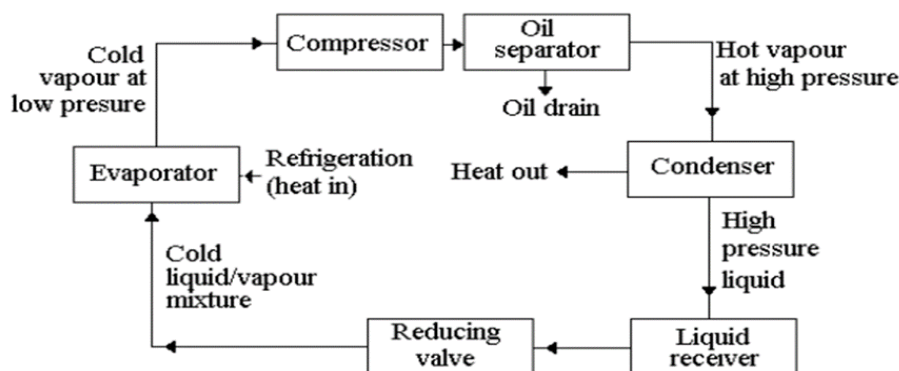 Cold
vapour at
low presure
Compressor
Oil
separator
Hot vapour
at high pressure
Oil drain
Evaporator
Refrigeration
(heat in)
Heat out
Condenser
High
pressure
liquid
Cold
liquid/vapour
mixture
Reducing
valve
Liquid
receiver